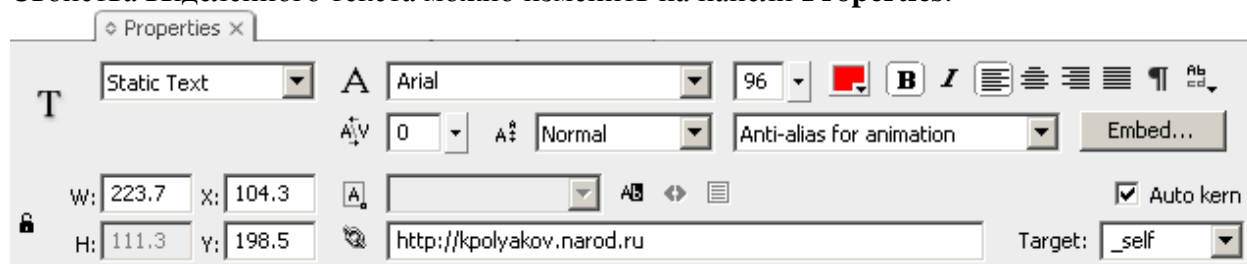 Свойства выделенного текста можно изменить на панели Properties:
Properties
T Static Text A Arial 96 B I
A V 0 A Normal Anti-alias for animation Embed...
W: 223.7 X: 104.3 A AB Auto kern
H: 111.3 Y: 198.5 http://kpolyakov.narod.ru Target: _self